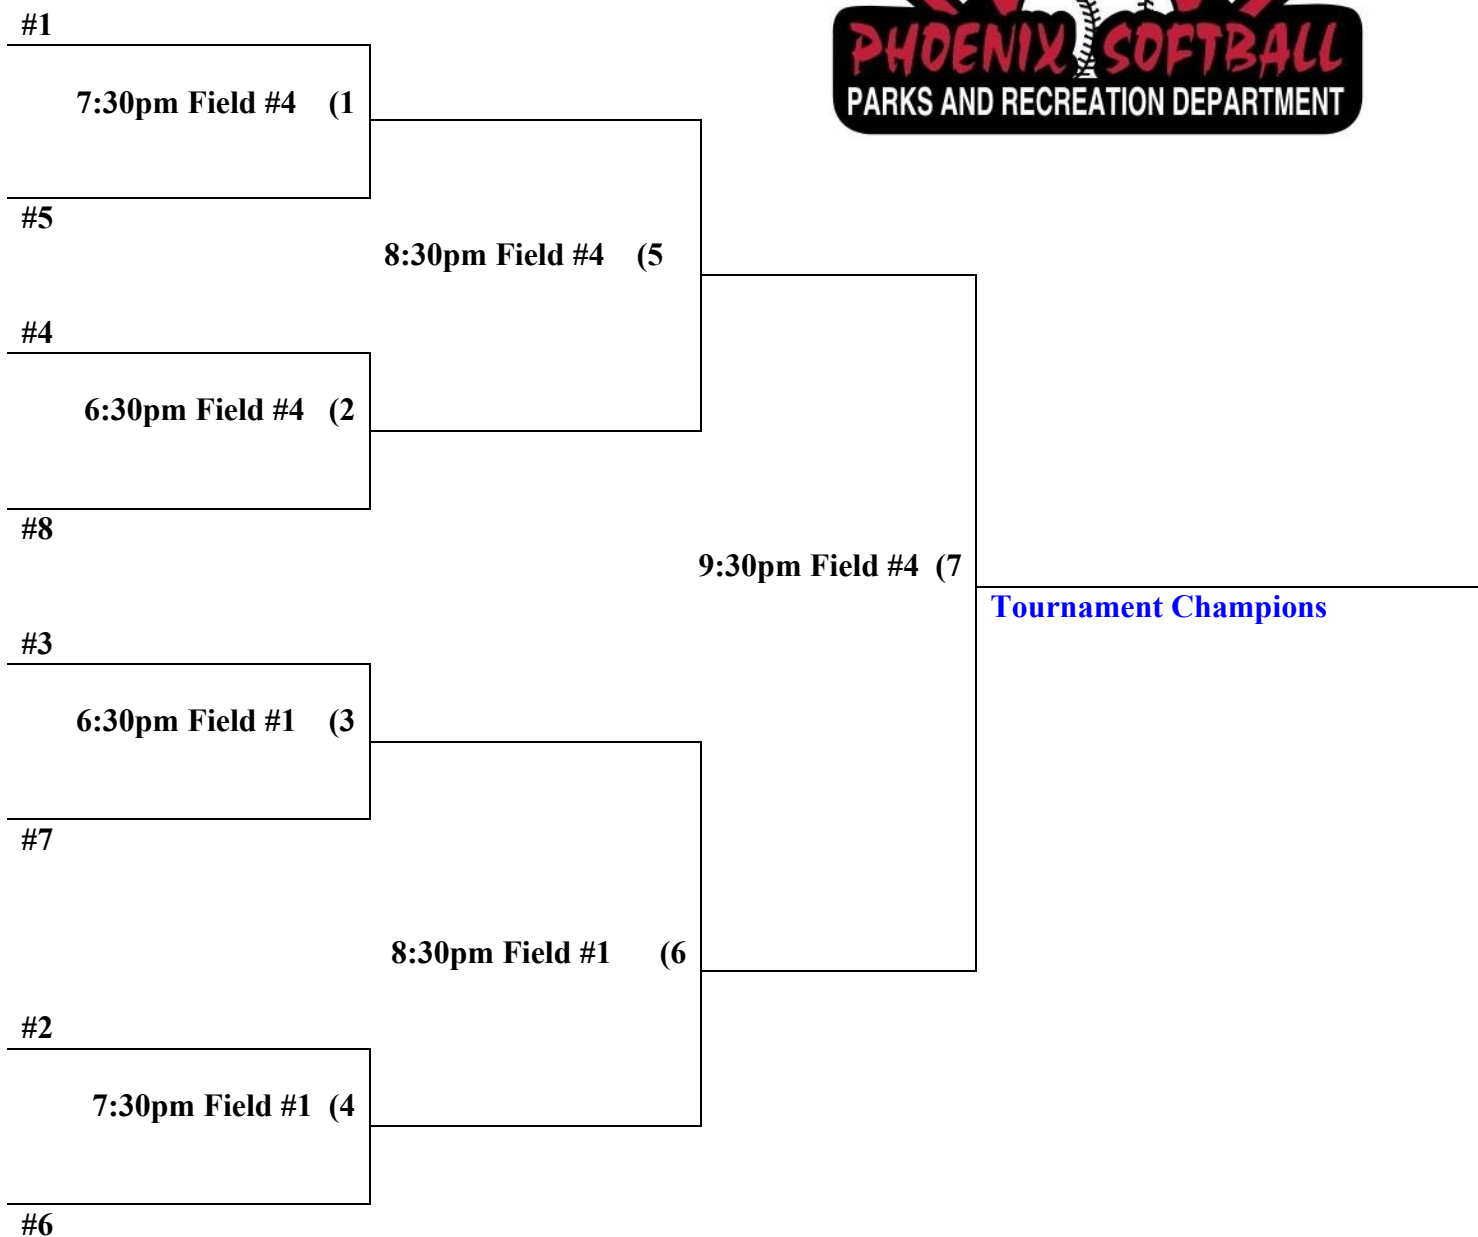 #1
PHOENIX SOFTBALL
PARKS AND RECREATION DEPARTMENT
7:30pm Field #4 (1
#5
8:30pm Field #4 (5
#4
6:30pm Field #4 (2
#8
9:30pm Field #4 (7
Tournament Champions
#3
6:30pm Field #1 (3
#7
8:30pm Field #1 (6
#2
7:30pm Field #1 (4
#6